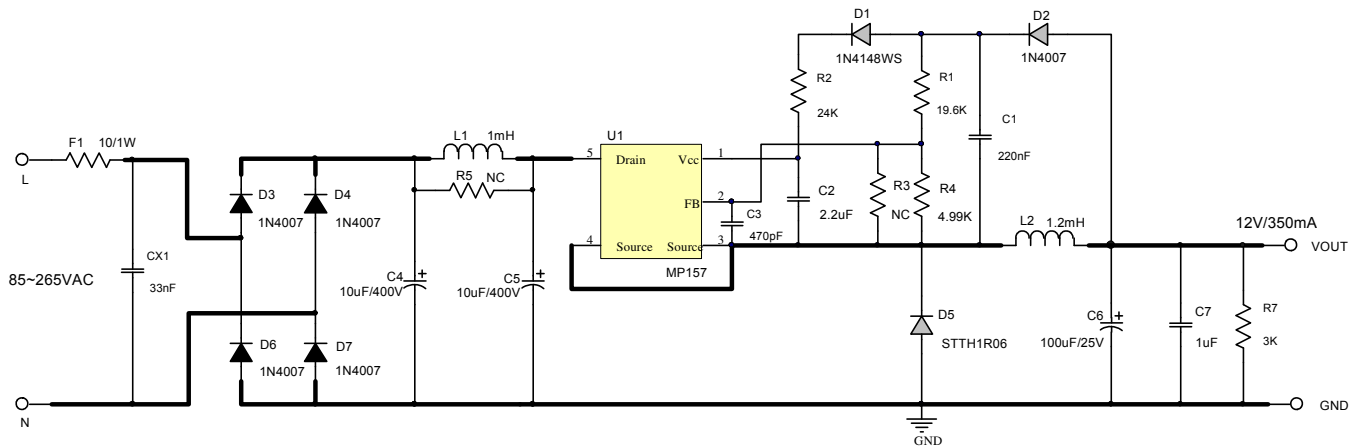 D1
1N4148WS
D2
1N4007
R2
24K
R1
19.6K
C1
220nF
F1 10/1W
L
L1 1mH
R5 NC
U1
5 Drain
Vcc 1
FB 2
4 Source
Source 3
MP157
C2
2.2uF
C3
470pF
R3
NC
R4
4.99K
L2 1.2mH
12V/350mA
VOUT
D3
1N4007
D4
1N4007
CX1
33nF
85~265VAC
C4
10uF/400V
C5
10uF/400V
D6
1N4007
D7
1N4007
D5
STTH1R06
C6
100uF/25V
C7
1uF
R7
3K
N
GND
GND
+
+
+